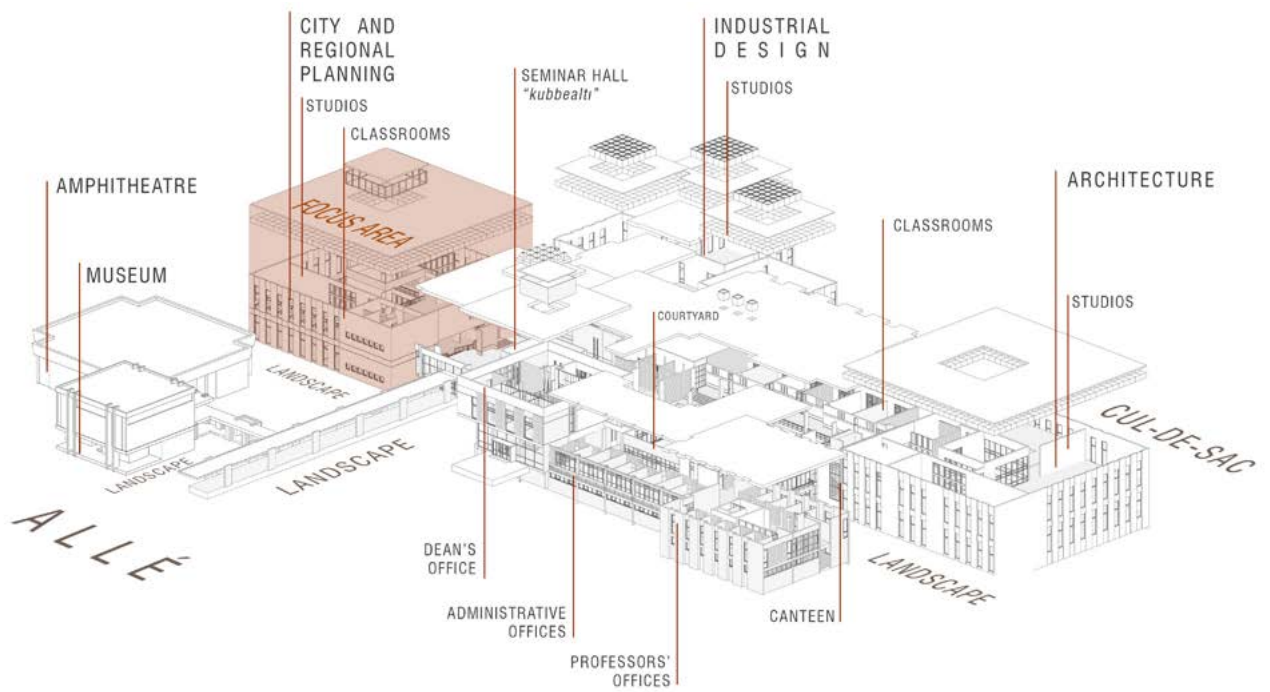 CITY AND
REGIONAL
PLANNING
STUDIOS
CLASSROOMS
SEMINAR HALL
"kubbealtı"
INDUSTRIAL
DESIGN
STUDIOS
AMPHITHEATRE
MUSEUM
FOCUS AREA
ARCHITECTURE
CLASSROOMS
STUDIOS
COURTYARD
LANDSCAPE
LANDSCAPE
LANDSCAPE
ALLÉ
CUL-DE-SAC
LANDSCAPE
DEAN'S
OFFICE
ADMINISTRATIVE
OFFICES
PROFESSORS'
OFFICES
CANTEEN